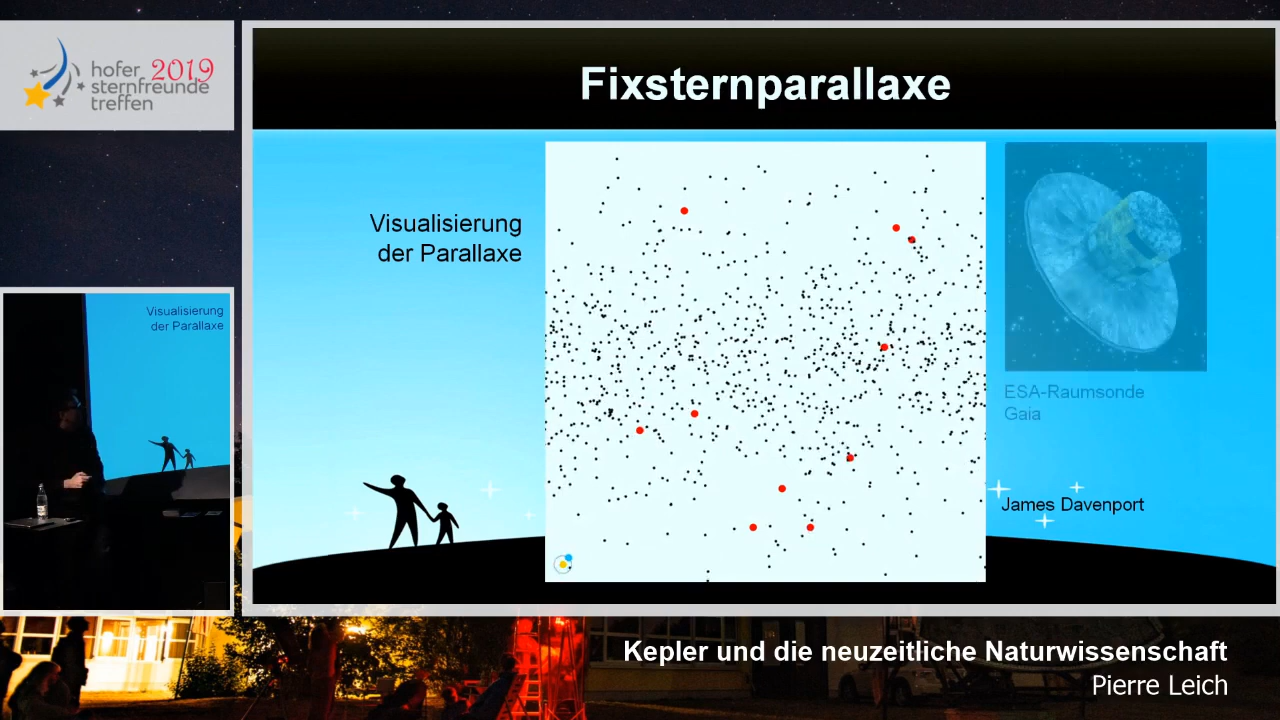 hofer 2019
sternfreunde
treffen
Fixsternparallaxe
Visualisierung
der Parallaxe
ESA-Raumsonde
Gaia
James Davenport
Visualisierung
der Parallaxe
Kepler und die neuzeitliche Naturwissenschaft
Pierre Leich